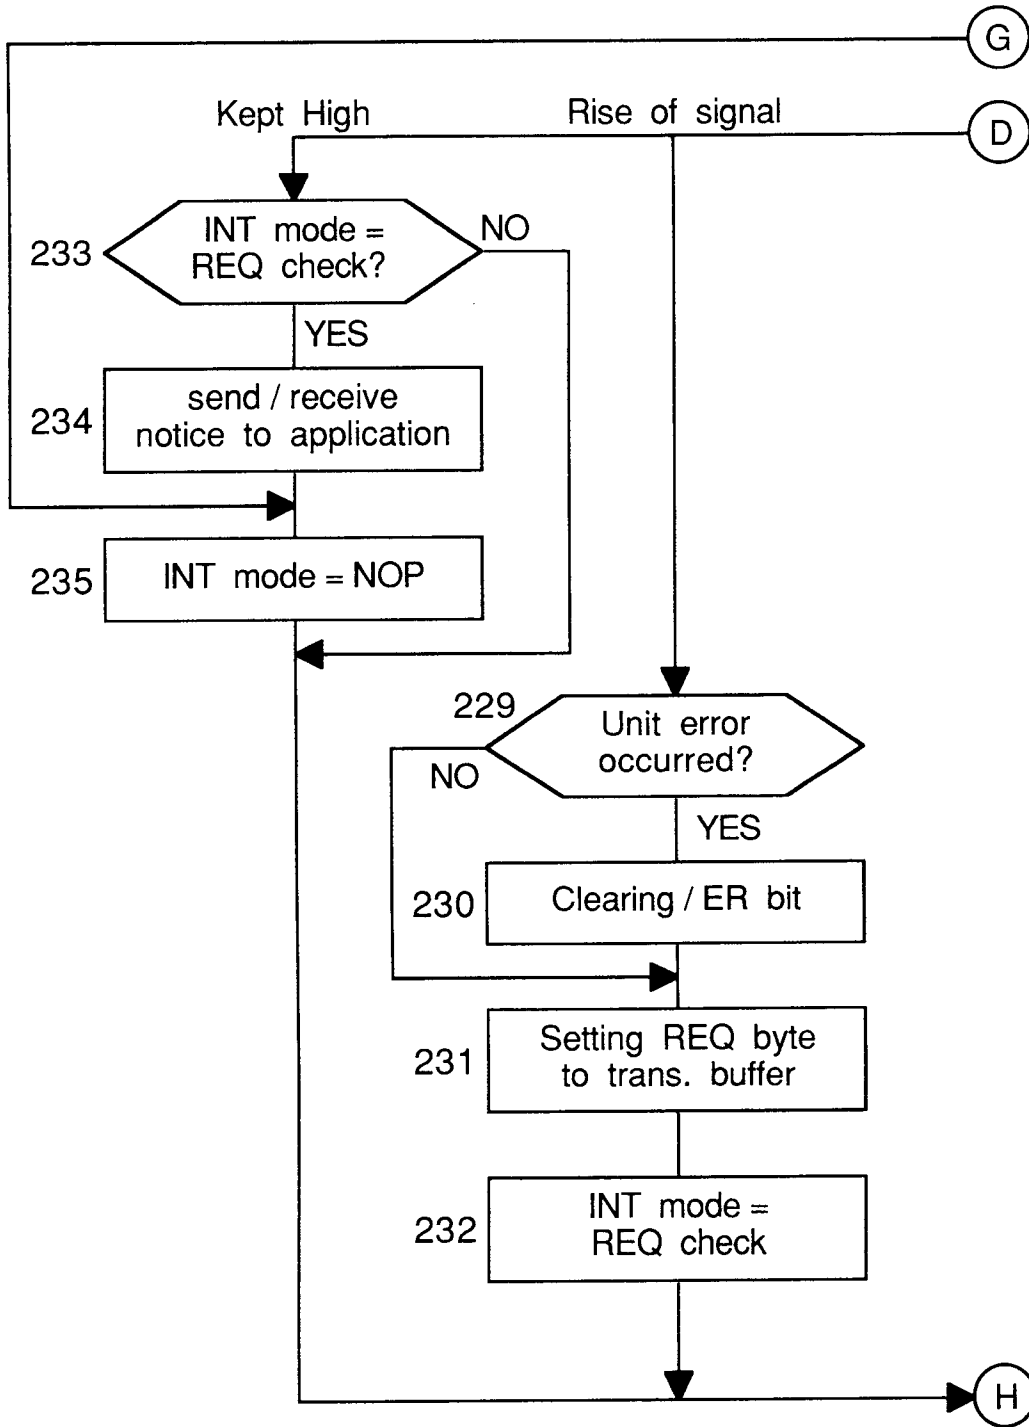 G
Kept High
Rise of signal
D
233
INT mode =
REQ check?
NO
YES
234
send / receive
notice to application
235
INT mode = NOP
229
Unit error
occurred?
NO
YES
230
Clearing / ER bit
231
Setting REQ byte
to trans. buffer
232
INT mode =
REQ check
H